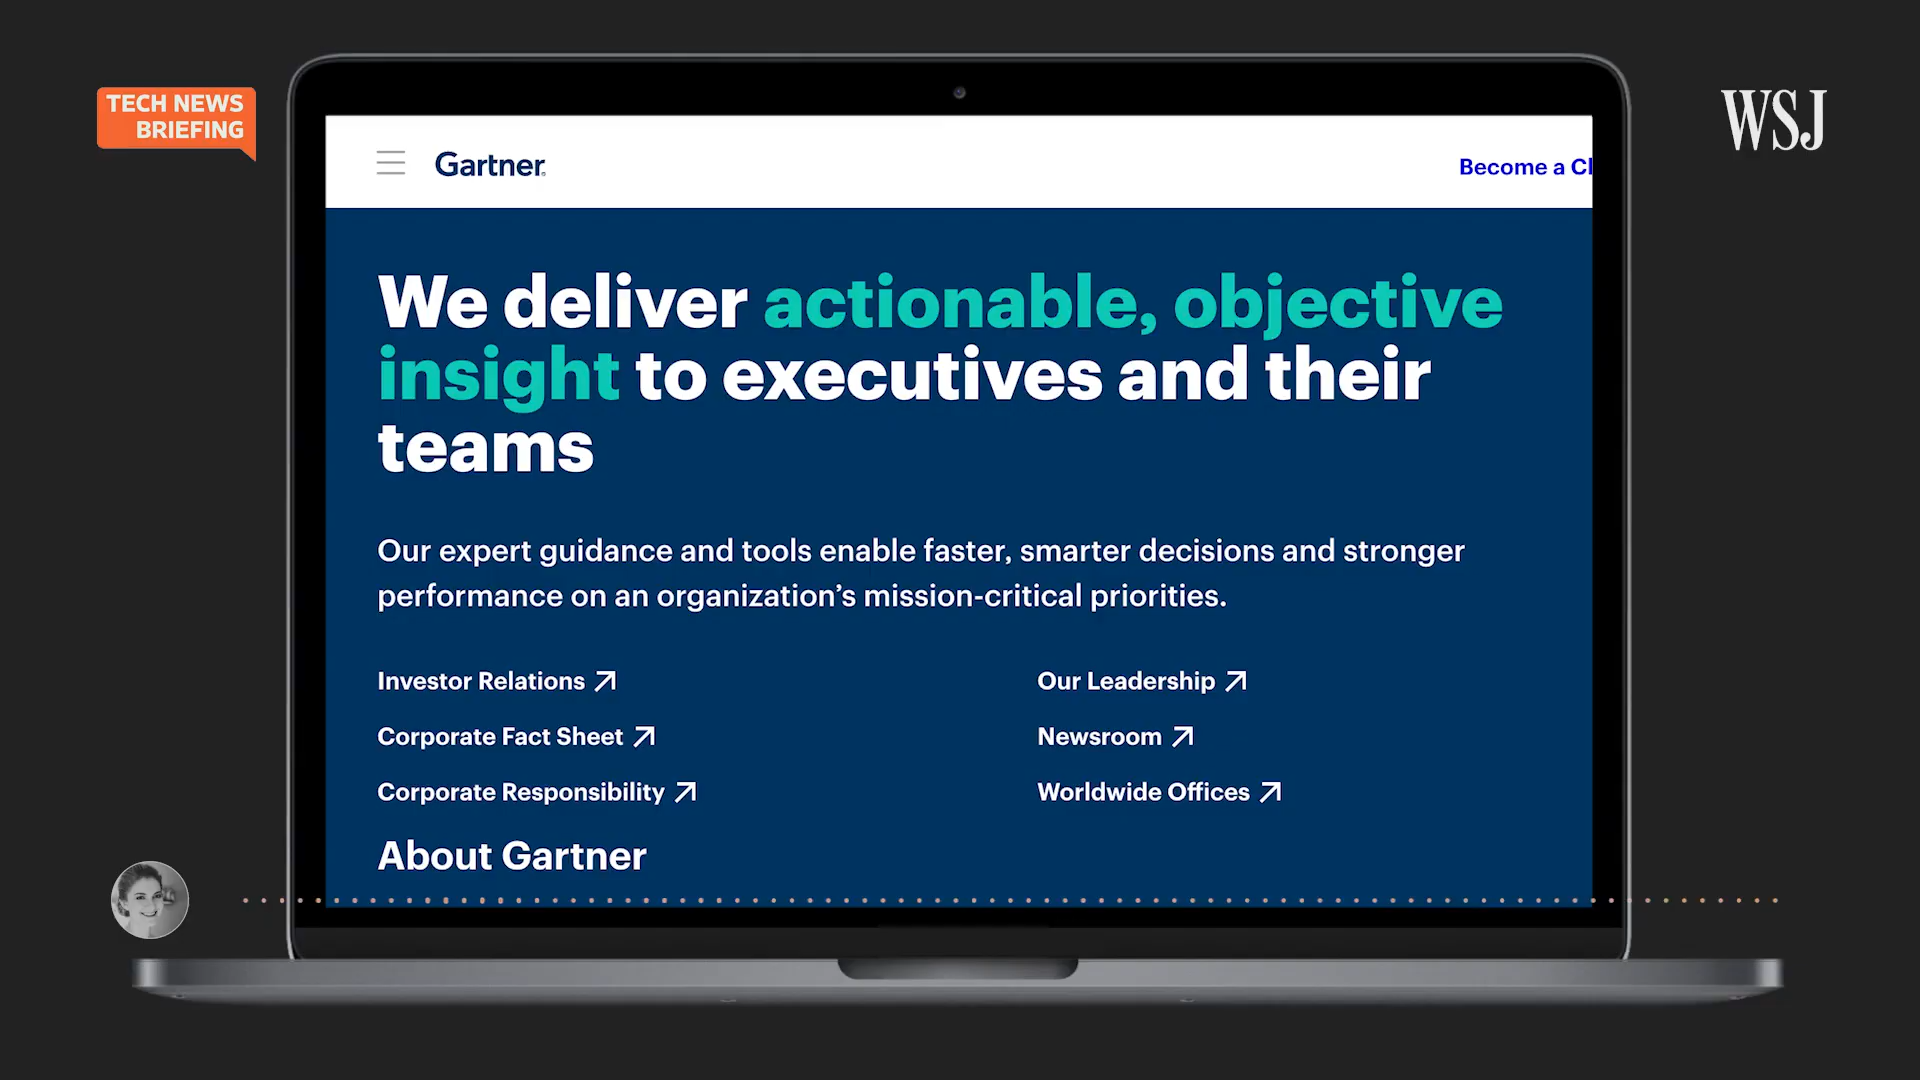 TECH NEWS
BRIEFING
WSJ
Gartner
Become a Cl
We deliver actionable, objective
insight to executives and their
teams
Our expert guidance and tools enable faster, smarter decisions and stronger
performance on an organization’s mission-critical priorities.
Investor Relations
Our Leadership
Corporate Fact Sheet
Newsroom
Corporate Responsibility
Worldwide Offices
About Gartner